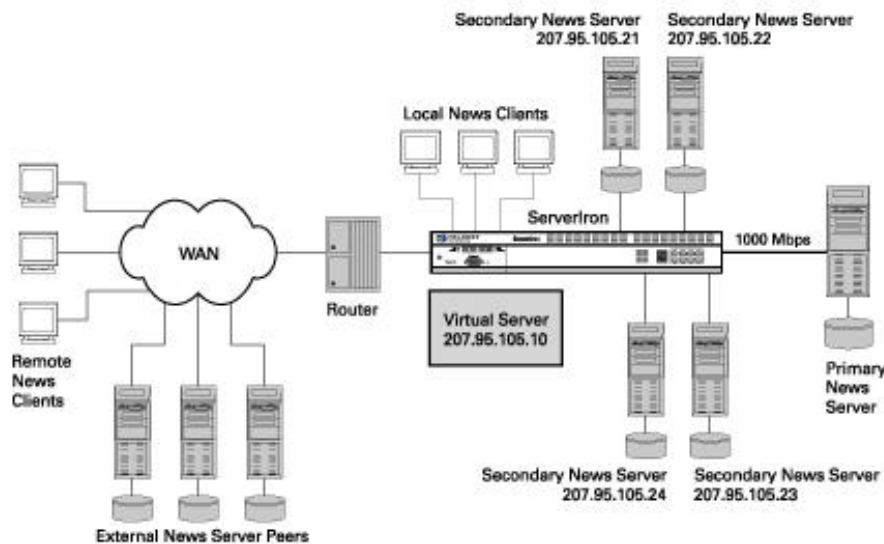 Secondary News Server
207.95.105.21
Secondary News Server
207.95.105.22
Local News Clients
ServerIron
1000 Mbps
WAN
Router
Virtual Server
207.95.105.10
Remote
News
Clients
Primary
News
Server
Secondary News Server
207.95.105.24
Secondary News Server
207.95.105.23
External News Server Peers